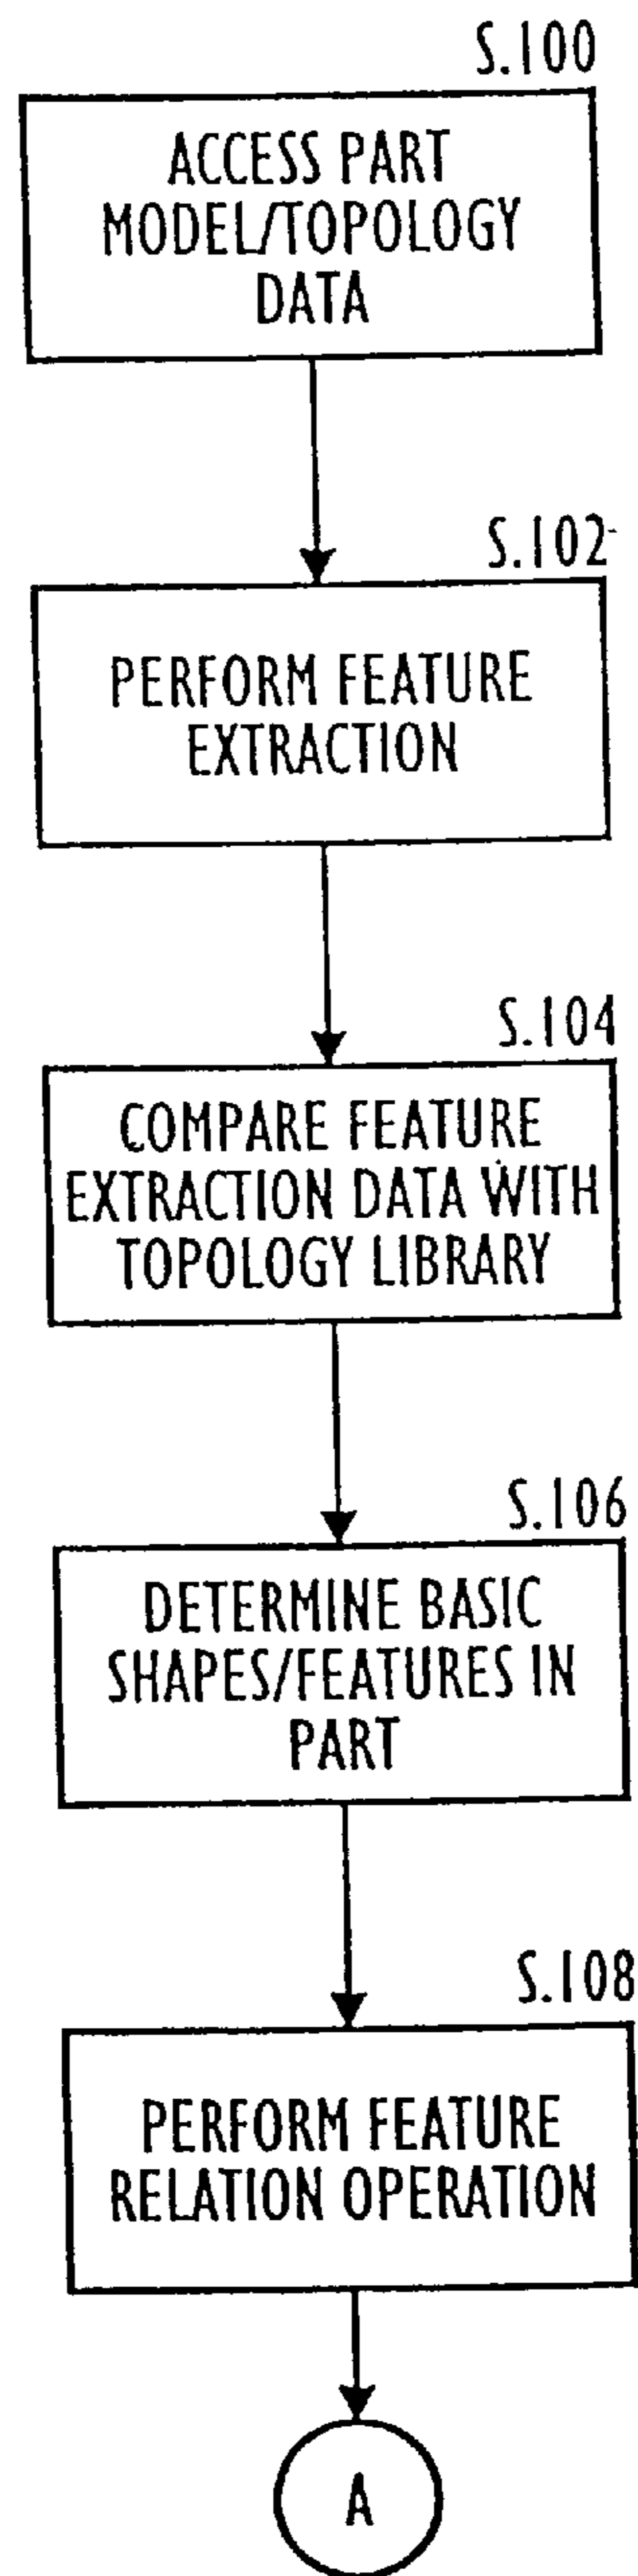 S.100
ACCESS PART
MODEL/TOPOLOGY
DATA
S.102
PERFORM FEATURE
EXTRACTION
S.104
COMPARE FEATURE
EXTRACTION DATA WITH
TOPOLOGY LIBRARY
S.106
DETERMINE BASIC
SHAPES/FEATURES IN
PART
S.108
PERFORM FEATURE
RELATION OPERATION
A